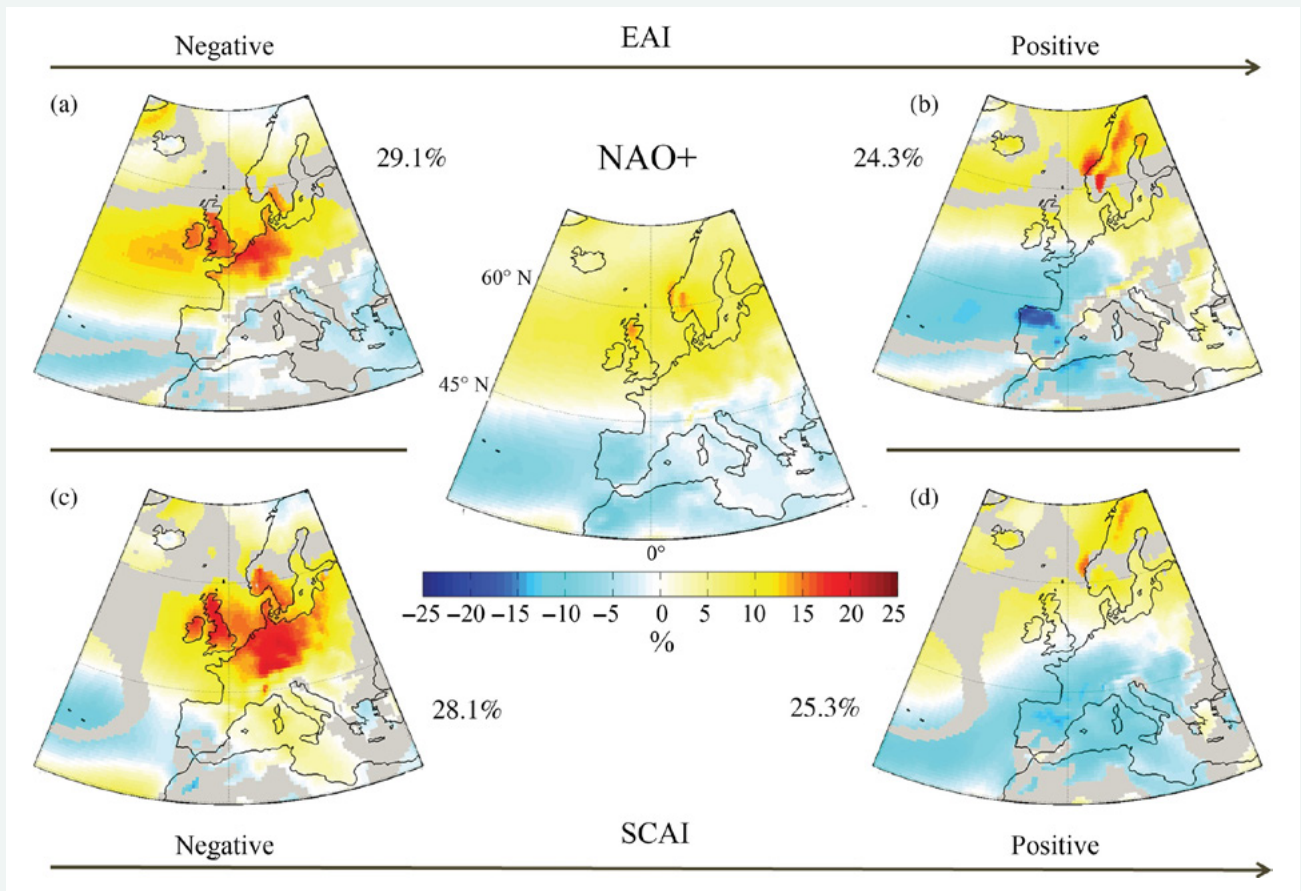 EAI
Negative
Positive
(a)
(b)
29.1%
NAO+
24.3%
60° N
45° N
(c)
(d)
0°
−25 −20 −15 −10 −5 0 5 10 15 20 25
%
28.1%
25.3%
SCAI
Negative
Positive